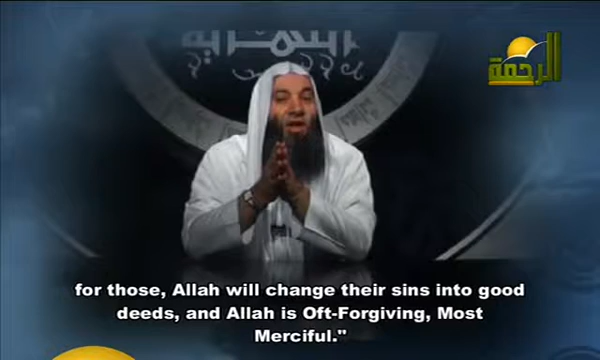 الرحمة
for those, Allah will change their sins into good
deeds, and Allah is Oft-Forgiving, Most
Merciful."